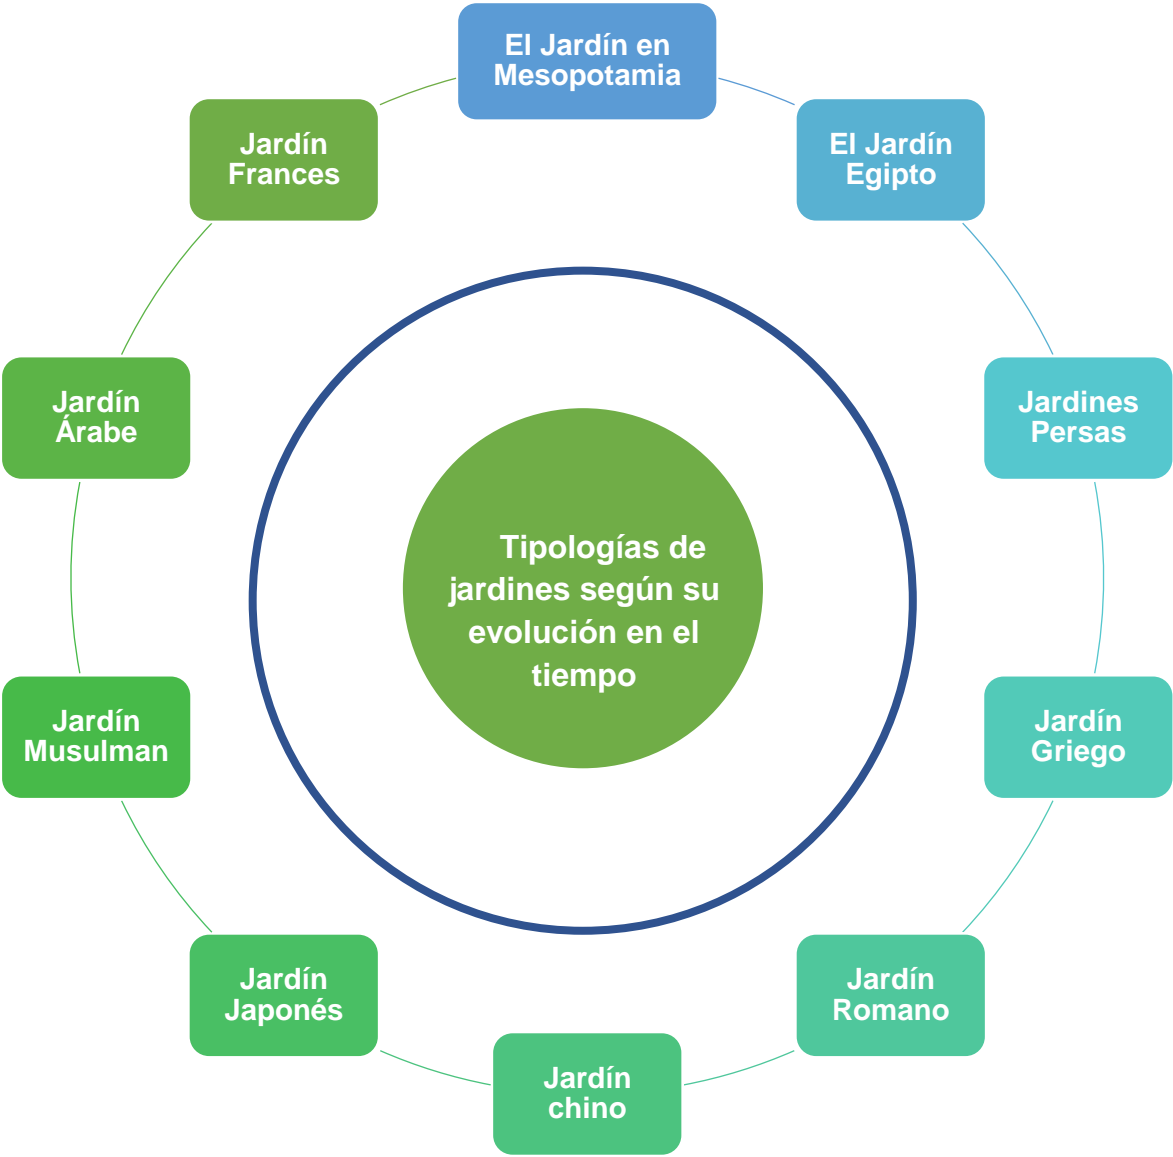 El Jardín en
Mesopotamia
El Jardín
Egipto
Jardines
Persas
Jardín
Griego
Jardín
Romano
Jardín
chino
Jardín
Japonés
Jardín
Musulman
Jardín
Árabe
Jardín
Frances
Tipologías de
jardines según su
evolución en el
tiempo